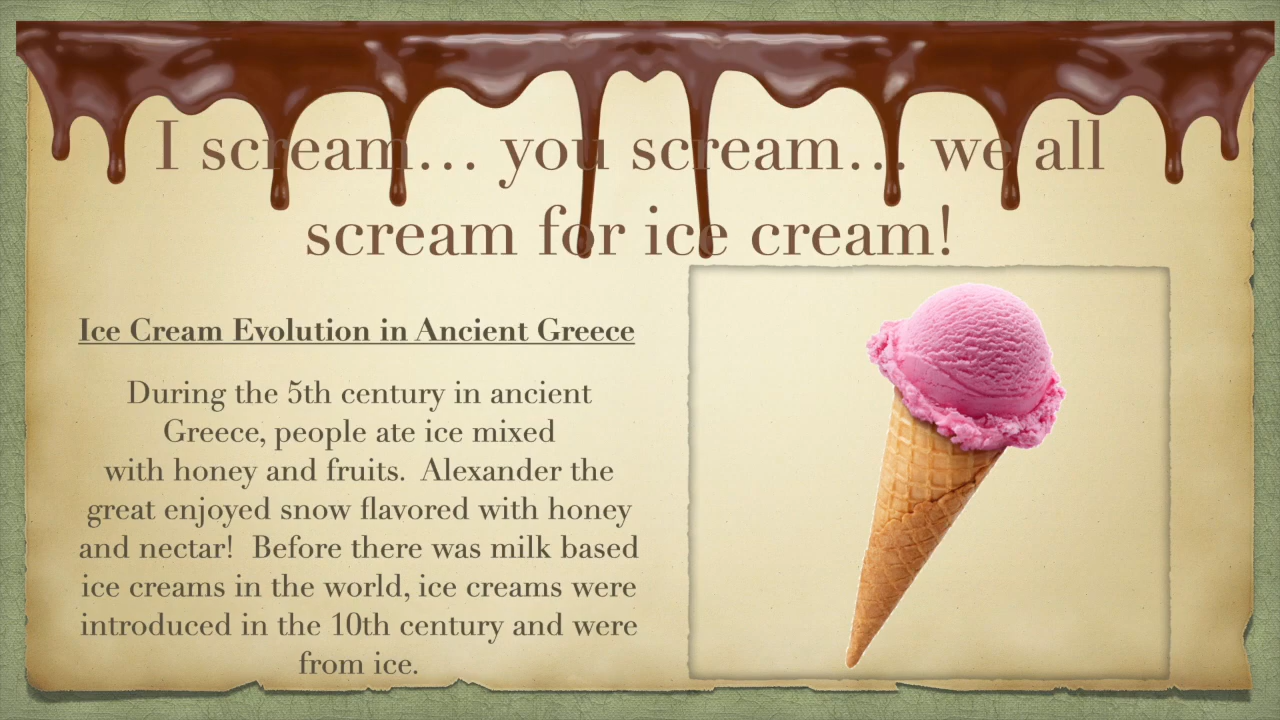 I scream... you scream... we all
scream for ice cream!
Ice Cream Evolution in Ancient Greece
During the 5th century in ancient
Greece, people ate ice mixed
with honey and fruits.  Alexander the
great enjoyed snow flavored with honey
and nectar!  Before there was milk based
ice creams in the world, ice creams were
introduced in the 10th century and were
from ice.